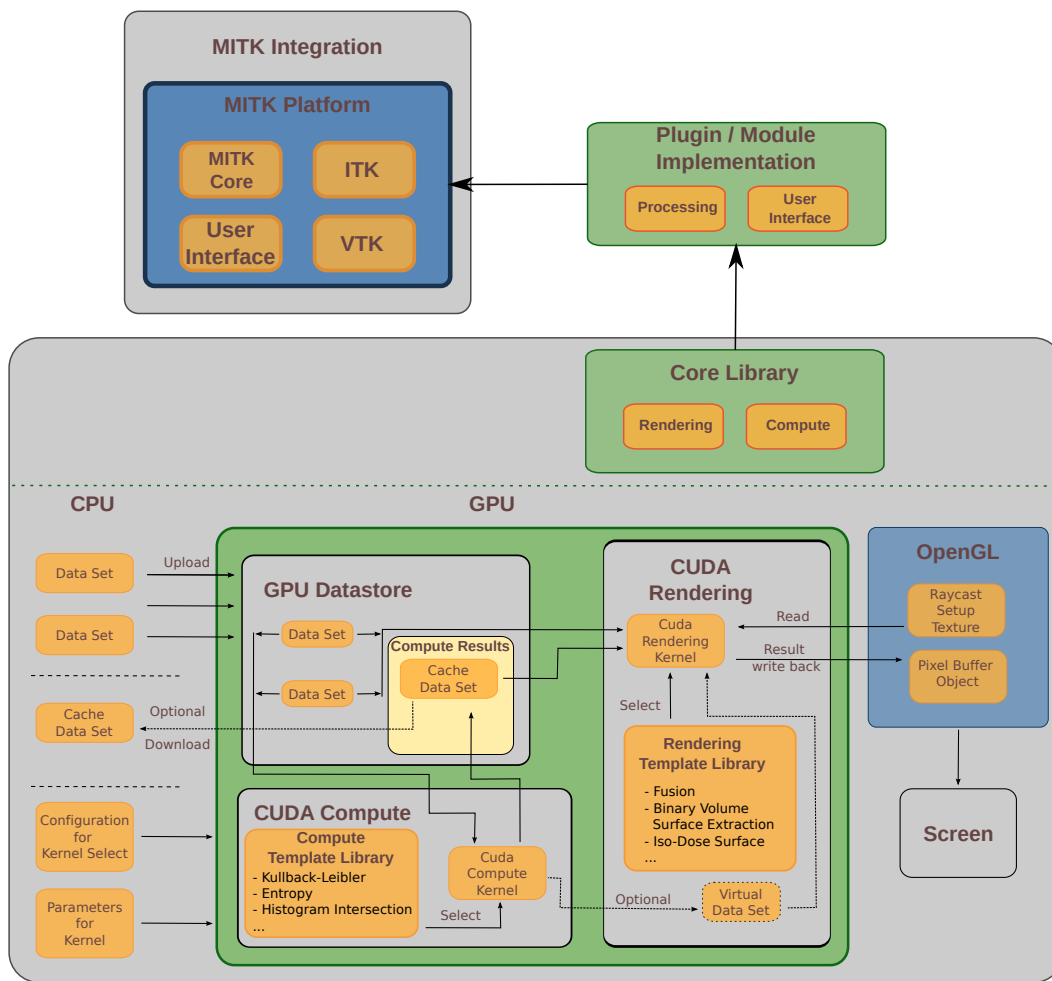 MITK Integration
MITK Platform
MITK
Core
ITK
User
Interface
VTK
Plugin / Module
Implementation
Processing
User
Interface
Core Library
Rendering
Compute
CPU
GPU
Data Set
Data Set
Cache
Data Set
Configuration
for
Kernel Select
Parameters
for
Kernel
Upload
Optional
Download
GPU Datastore
Data Set
Data Set
Compute Results
Cache
Data Set
CUDA Compute
Compute
Template Library
- Kullback-Leibler
- Entropy
- Histogram Intersection
...
Select
Cuda
Compute
Kernel
Optional
CUDA
Rendering
Cuda
Rendering
Kernel
Select
Rendering
Template Library
- Fusion
- Binary Volume
Surface Extraction
- Iso-Dose Surface
...
Virtual
Data Set
Read
Result
write back
OpenGL
Raycast
Setup
Texture
Pixel Buffer
Object
Screen